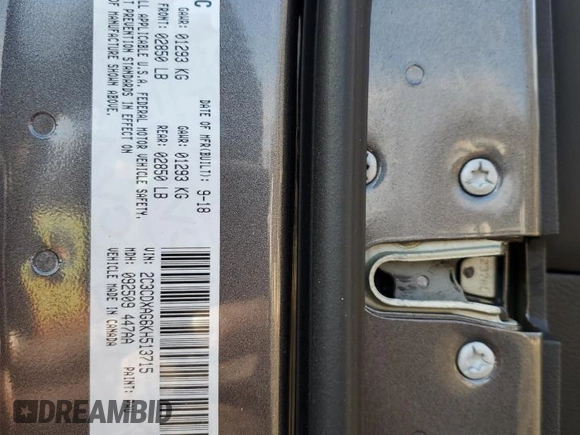 C
DATE OF MFR(BUILT): 9-18
GAWR: 01293 KG GAWR: 01293 KG
FRONT: 02850 LB REAR: 02850 LB
ALL APPLICABLE U.S.A. FEDERAL MOTOR VEHICLE SAFETY,
T PREVENTION STANDARDS IN EFFECT ON
OF MANUFACTURE SHOWN ABOVE.
VIN: 2C3CDXAG6KH513715
MDH: 092509 447AA
VEHICLE MADE IN CANADA PAINT:
DREAMBID